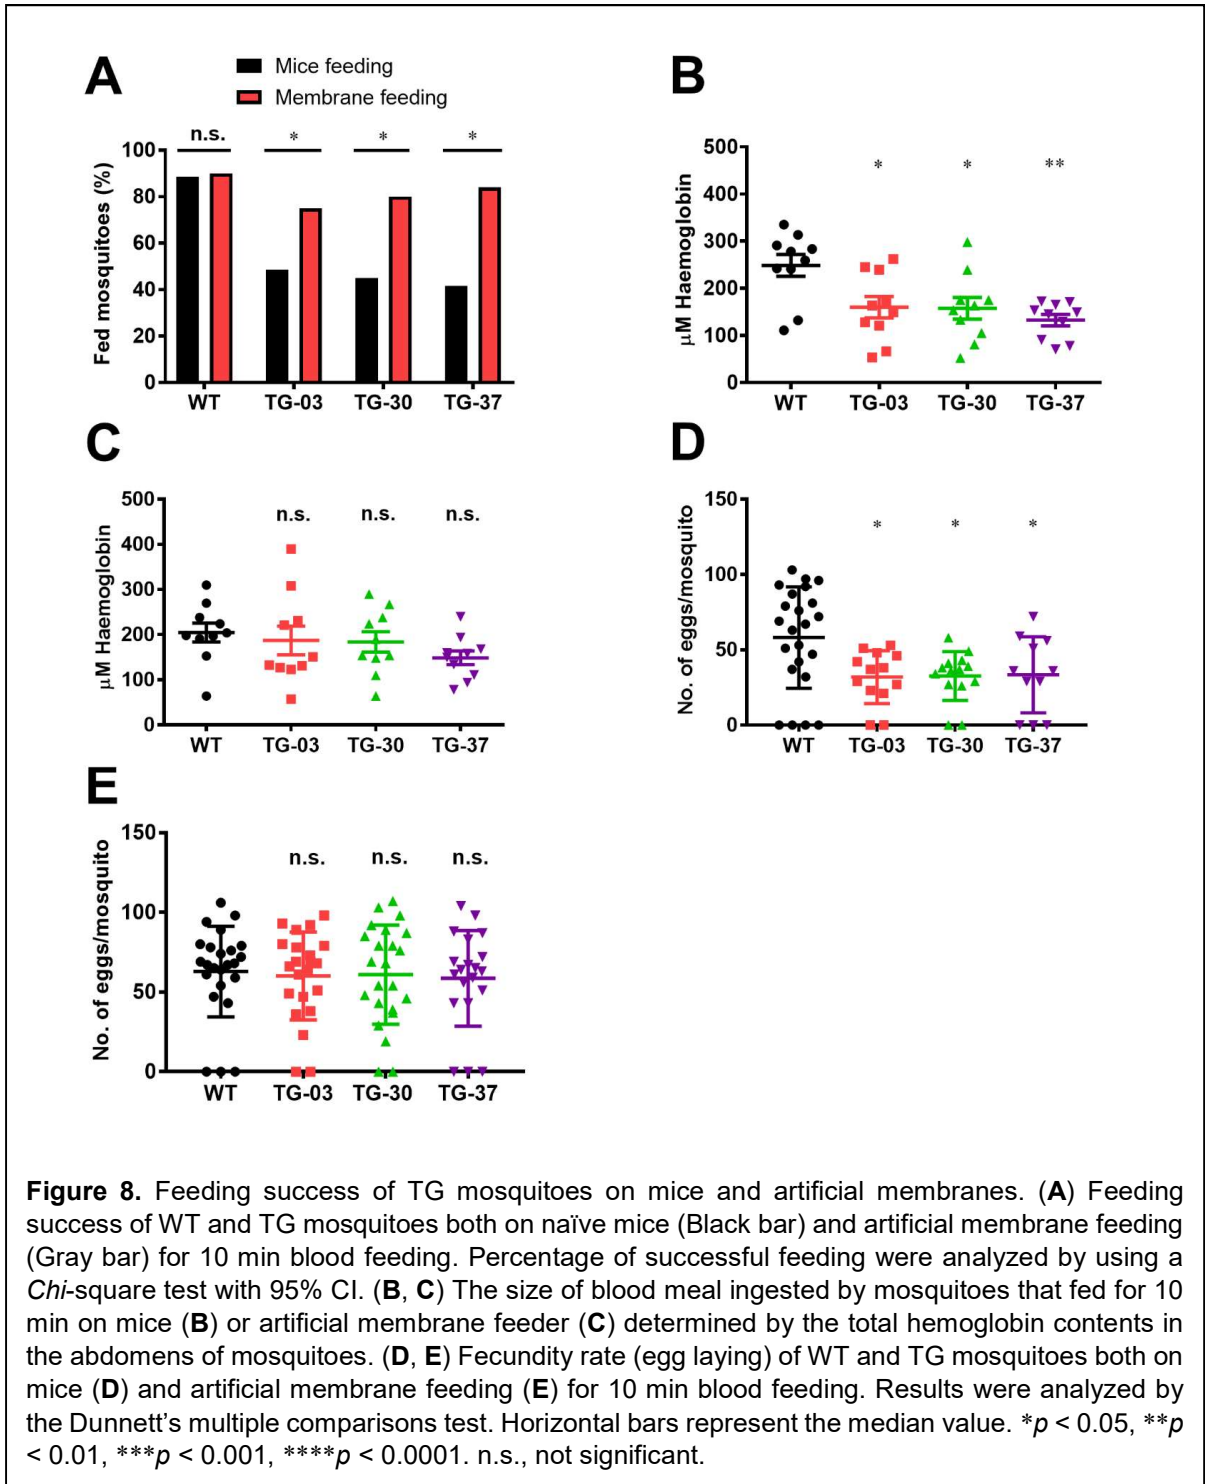 A
Mice feeding
Membrane feeding
n.s. * * *
Fed mosquitoes (%)
100
80
60
40
20
0
WT TG-03 TG-30 TG-37
B
* * **
μM Haemoglobin
500
400
300
200
100
0
WT TG-03 TG-30 TG-37
C
n.s. n.s. n.s.
μM Haemoglobin
500
400
300
200
100
0
WT TG-03 TG-30 TG-37
D
* * *
No. of eggs/mosquito
150
100
50
0
WT TG-03 TG-30 TG-37
E
n.s. n.s. n.s.
No. of eggs/mosquito
150
100
50
0
WT TG-03 TG-30 TG-37
Figure 8. Feeding success of TG mosquitoes on mice and artificial membranes. (A) Feeding
success of WT and TG mosquitoes both on naïve mice (Black bar) and artificial membrane feeding
(Gray bar) for 10 min blood feeding. Percentage of successful feeding were analyzed by using a
Chi-square test with 95% CI. (B, C) The size of blood meal ingested by mosquitoes that fed for 10
min on mice (B) or artificial membrane feeder (C) determined by the total hemoglobin contents in
the abdomens of mosquitoes. (D, E) Fecundity rate (egg laying) of WT and TG mosquitoes both on
mice (D) and artificial membrane feeding (E) for 10 min blood feeding. Results were analyzed by
the Dunnett's multiple comparisons test. Horizontal bars represent the median value. *p < 0.05, **p
< 0.01, ***p < 0.001, ****p < 0.0001. n.s., not significant.